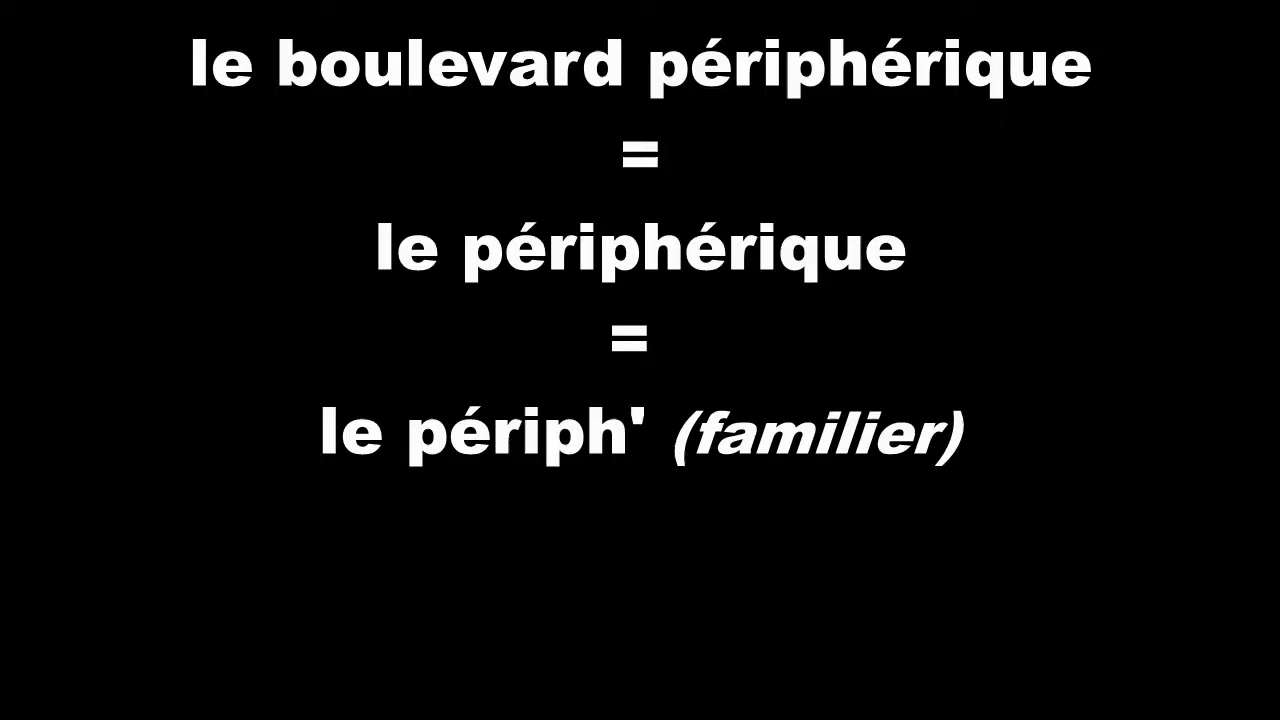 le boulevard périphérique
=
le périphérique
=
le périph' (familier)